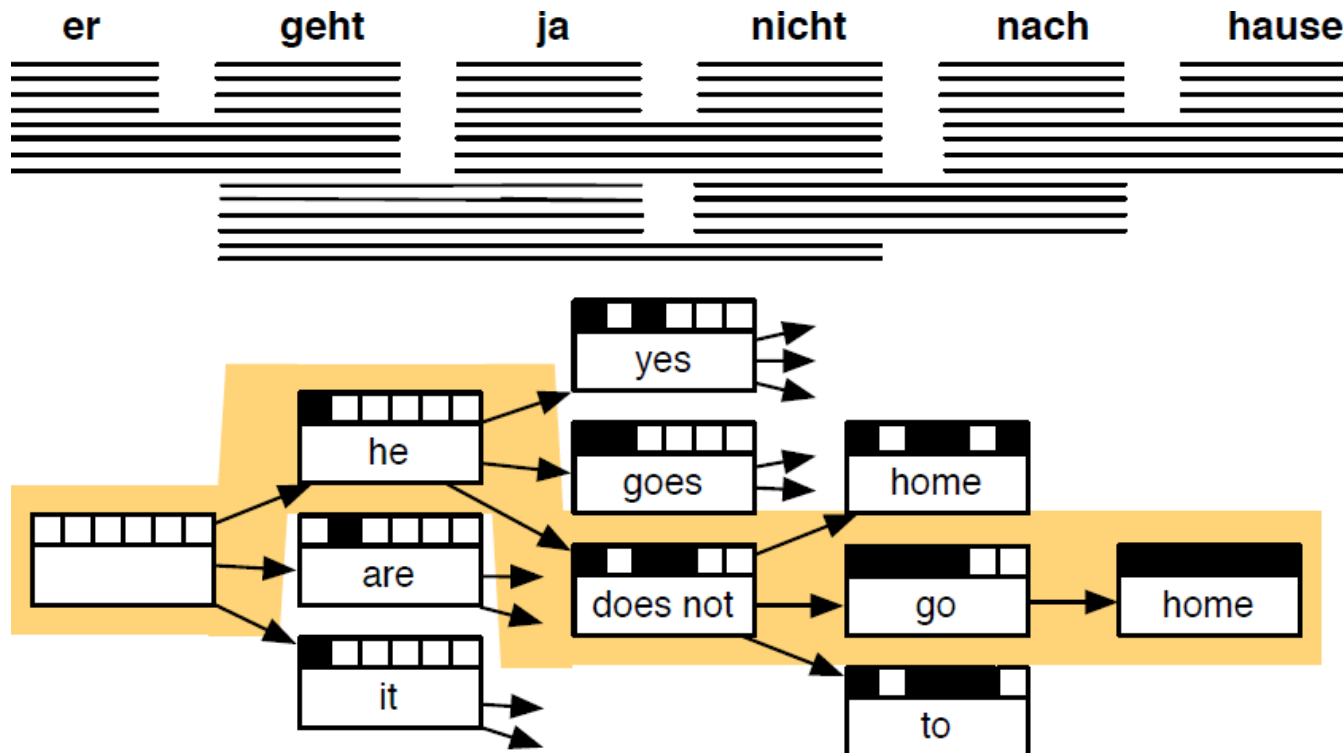 er geht ja nicht nach hause
yes
he
goes
home
are
does not
go
home
it
to